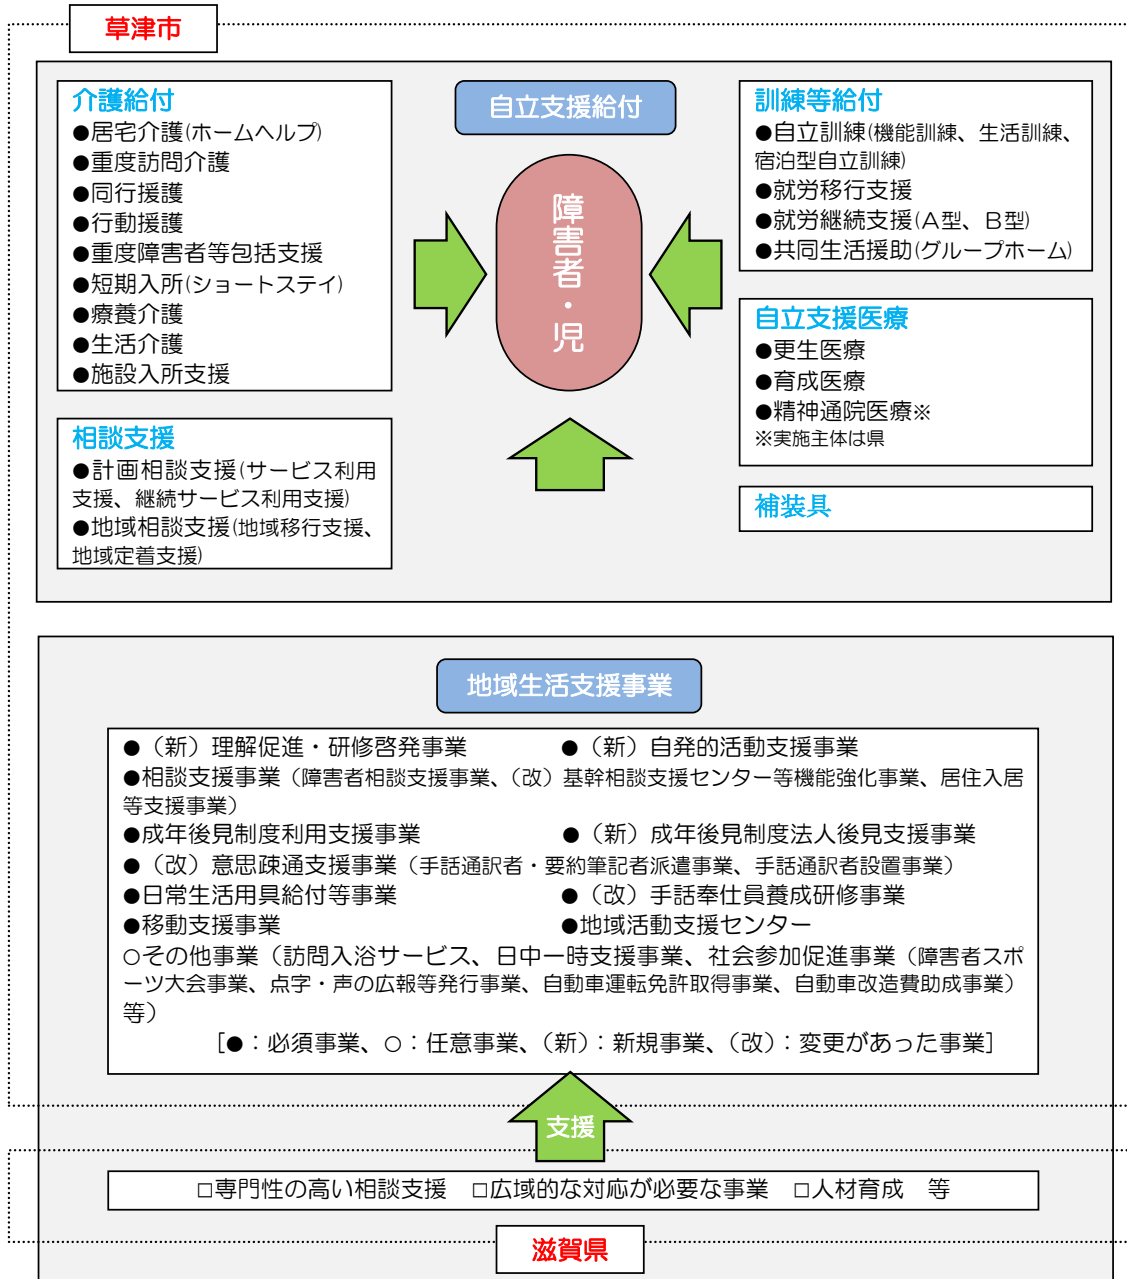 草津市
自立支援給付
介護給付
●居宅介護(ホームヘルプ)
●重度訪問介護
●同行援護
●行動援護
●重度障害者等包括支援
●短期入所(ショートステイ)
●療養介護
●生活介護
●施設入所支援
相談支援
●計画相談支援(サービス利用
支援、継続サービス利用支援)
●地域相談支援(地域移行支援、
地域定着支援)
障害者・児
訓練等給付
●自立訓練(機能訓練、生活訓練、
宿泊型自立訓練)
●就労移行支援
●就労継続支援(A型、B型)
●共同生活援助(グループホーム)
自立支援医療
●更生医療
●育成医療
●精神通院医療※
※実施主体は県
補装具
地域生活支援事業
●（新）理解促進・研修啓発事業 ●（新）自発的活動支援事業
●相談支援事業（障害者相談支援事業、（改）基幹相談支援センター等機能強化事業、居住入居
等支援事業）
●成年後見制度利用支援事業 ●（新）成年後見制度法人後見支援事業
●（改）意思疎通支援事業（手話通訳者・要約筆記者派遣事業、手話通訳者設置事業）
●日常生活用具給付等事業 ●（改）手話奉仕員養成研修事業
●移動支援事業 ●地域活動支援センター
○その他事業（訪問入浴サービス、日中一時支援事業、社会参加促進事業（障害者スポ
ーツ大会事業、点字・声の広報等発行事業、自動車運転免許取得事業、自動車改造費助成事業）
等）
[●：必須事業、○：任意事業、（新）：新規事業、（改）：変更があった事業]
支援
□専門性の高い相談支援 □広域的な対応が必要な事業 □人材育成 等
滋賀県